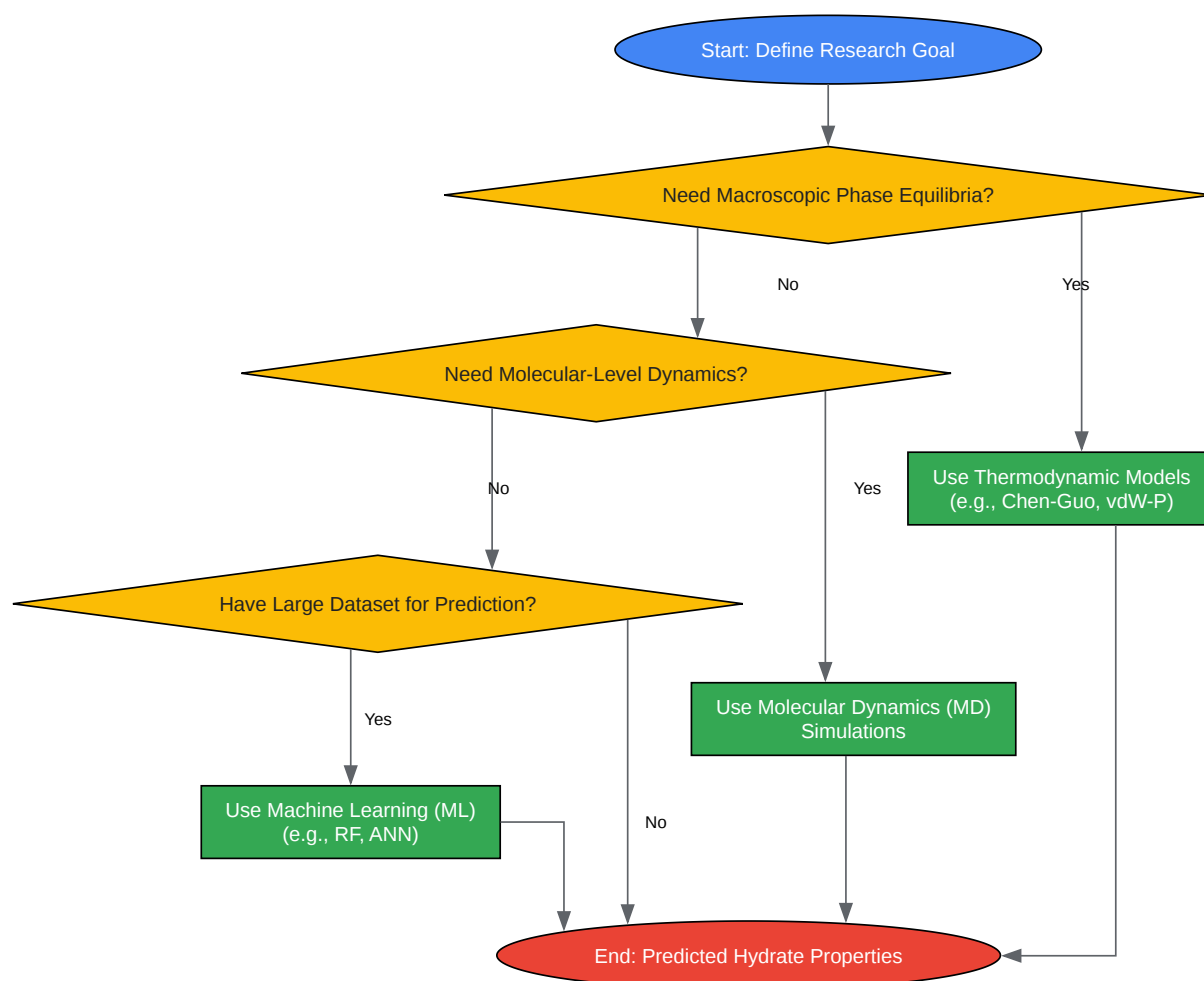 Start: Define Research Goal
Need Macroscopic Phase Equilibria?
No
Yes
Need Molecular-Level Dynamics?
Use Thermodynamic Models
(e.g., Chen-Guo, vdW-P)
No
Yes
Have Large Dataset for Prediction?
Use Molecular Dynamics (MD)
Simulations
Yes
Use Machine Learning (ML)
(e.g., RF, ANN)
No
End: Predicted Hydrate Properties